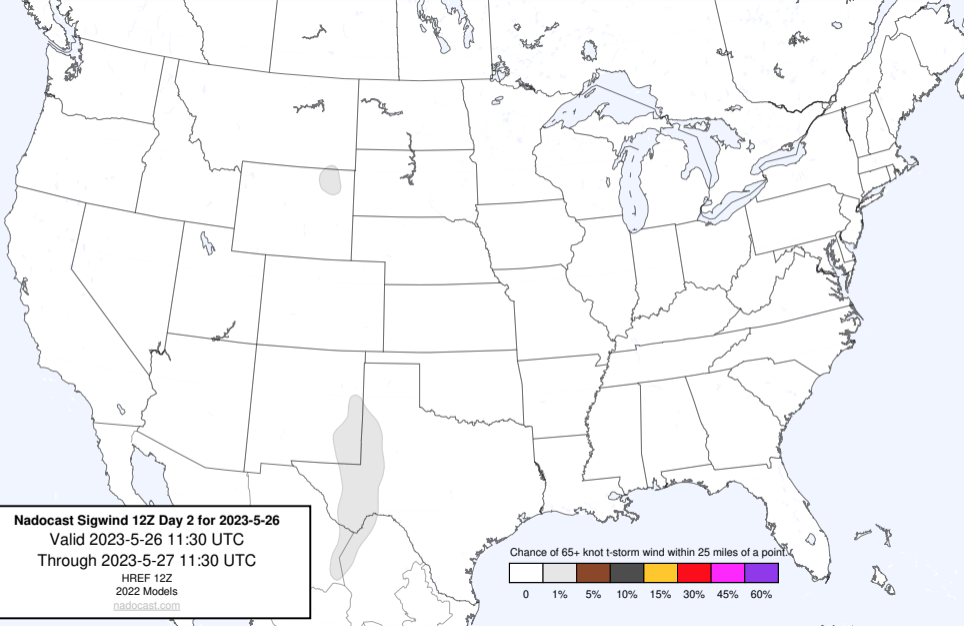 Nadocast Sigwind 12Z Day 2 for 2023-5-26
Valid 2023-5-26 11:30 UTC
Through 2023-5-27 11:30 UTC
HREF 12Z
2022 Models
nadocast.com
Chance of 65+ knot t-storm wind within 25 miles of a point.
0 1% 5% 10% 15% 30% 45% 60%